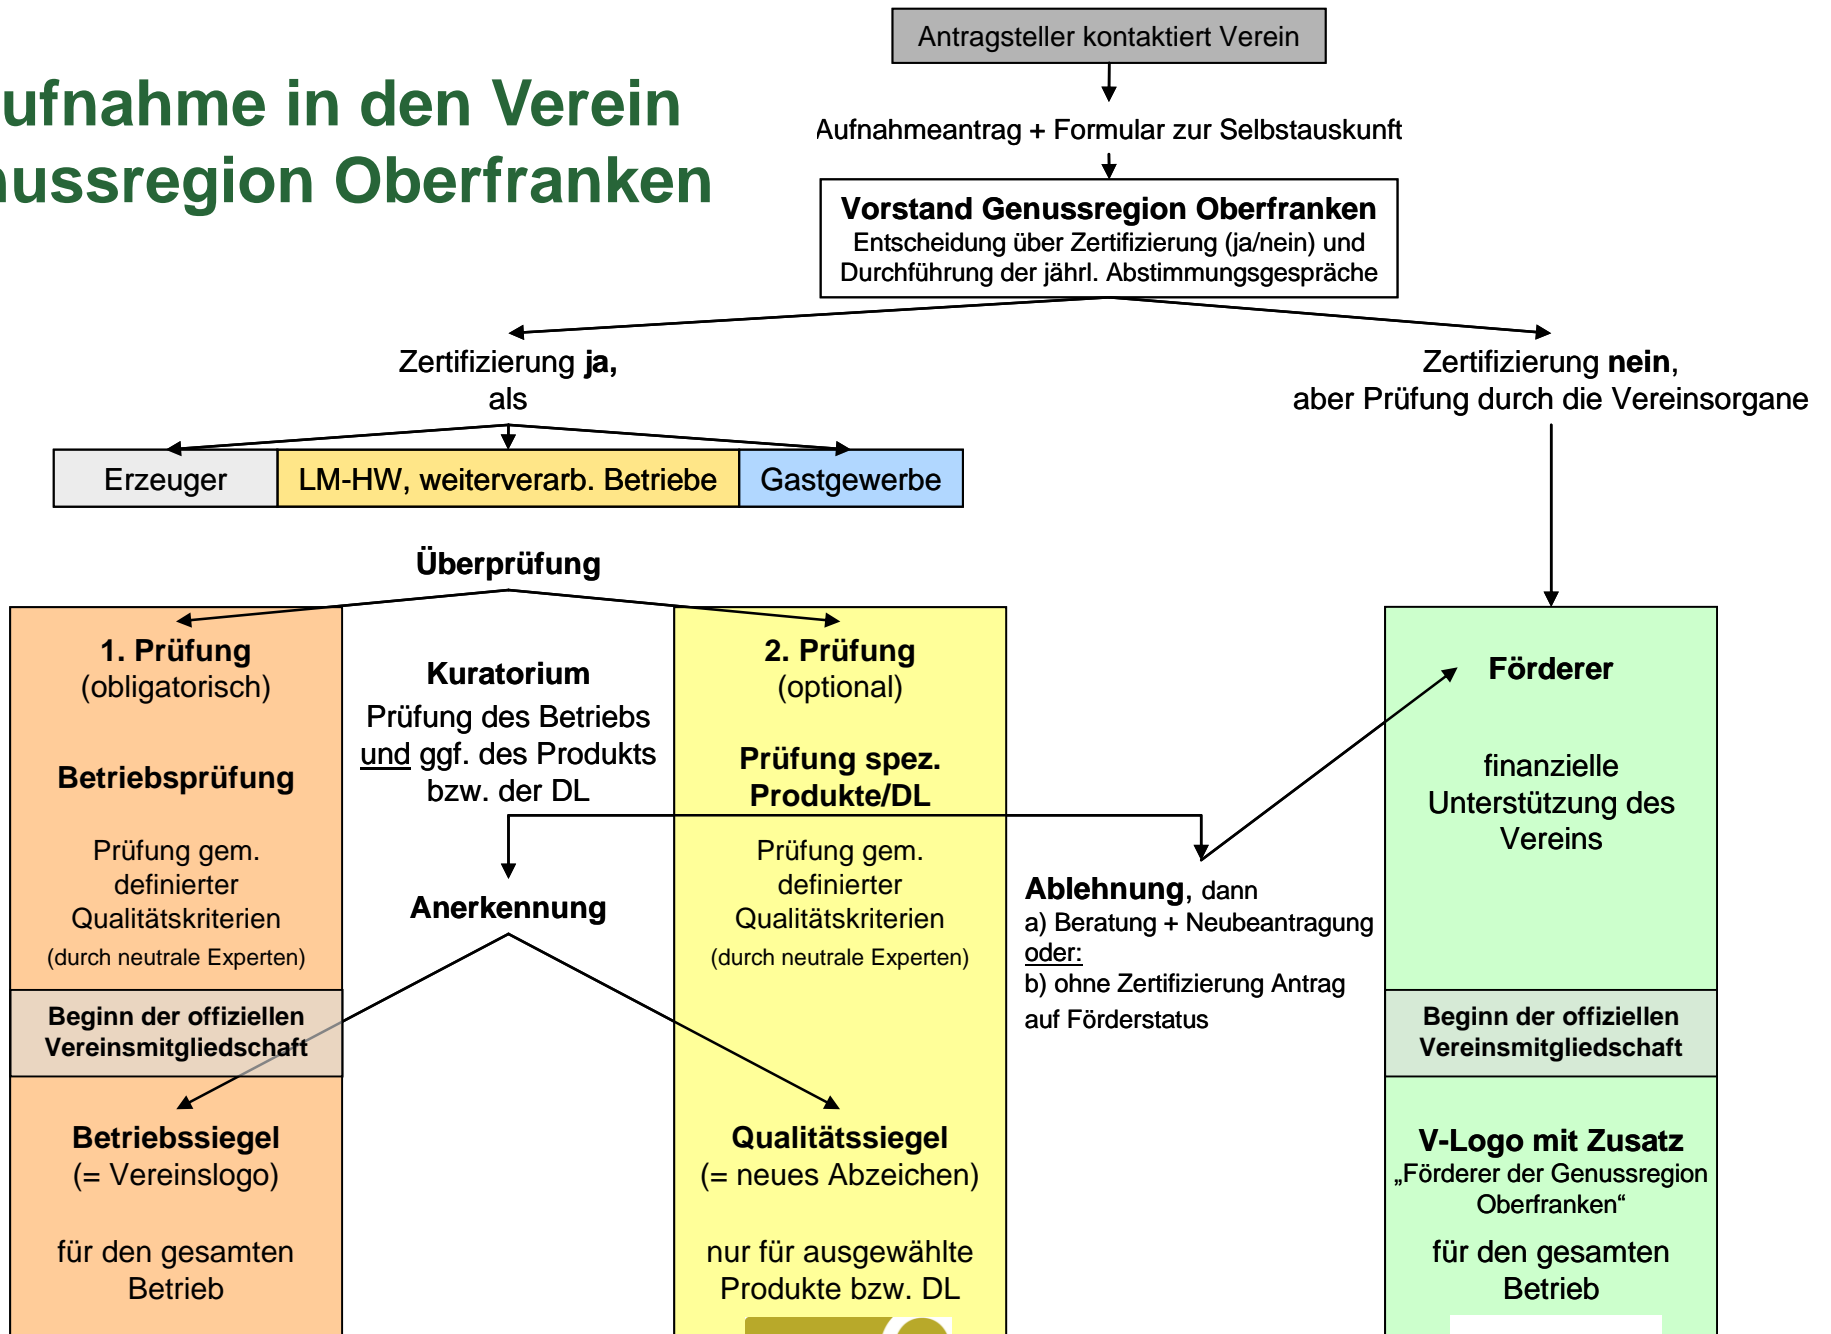 ufnahme in den Verein
nussregion Oberfranken
Antragsteller kontaktiert Verein
Aufnahmeantrag + Formular zur Selbstauskunft
Vorstand Genussregion Oberfranken
Entscheidung über Zertifizierung (ja/nein) und
Durchführung der jährl. Abstimmungsgespräche
Zertifizierung ja,
als
Zertifizierung nein,
aber Prüfung durch die Vereinsorgane
Erzeuger
LM-HW, weiterverarb. Betriebe
Gastgewerbe
Überprüfung
1. Prüfung
(obligatorisch)
Betriebsprüfung
Prüfung gem.
definierter
Qualitätskriterien
(durch neutrale Experten)
Beginn der offiziellen
Vereinsmitgliedschaft
Betriebssiegel
(= Vereinslogo)
für den gesamten
Betrieb
Kuratorium
Prüfung des Betriebs
und ggf. des Produkts
bzw. der DL
Anerkennung
2. Prüfung
(optional)
Prüfung spez.
Produkte/DL
Prüfung gem.
definierter
Qualitätskriterien
(durch neutrale Experten)
Qualitätssiegel
(= neues Abzeichen)
nur für ausgewählte
Produkte bzw. DL
Ablehnung, dann
a) Beratung + Neubeantragung
oder:
b) ohne Zertifizierung Antrag
auf Förderstatus
Förderer
finanzielle
Unterstützung des
Vereins
Beginn der offiziellen
Vereinsmitgliedschaft
V-Logo mit Zusatz
„Förderer der Genussregion
Oberfranken“
für den gesamten
Betrieb